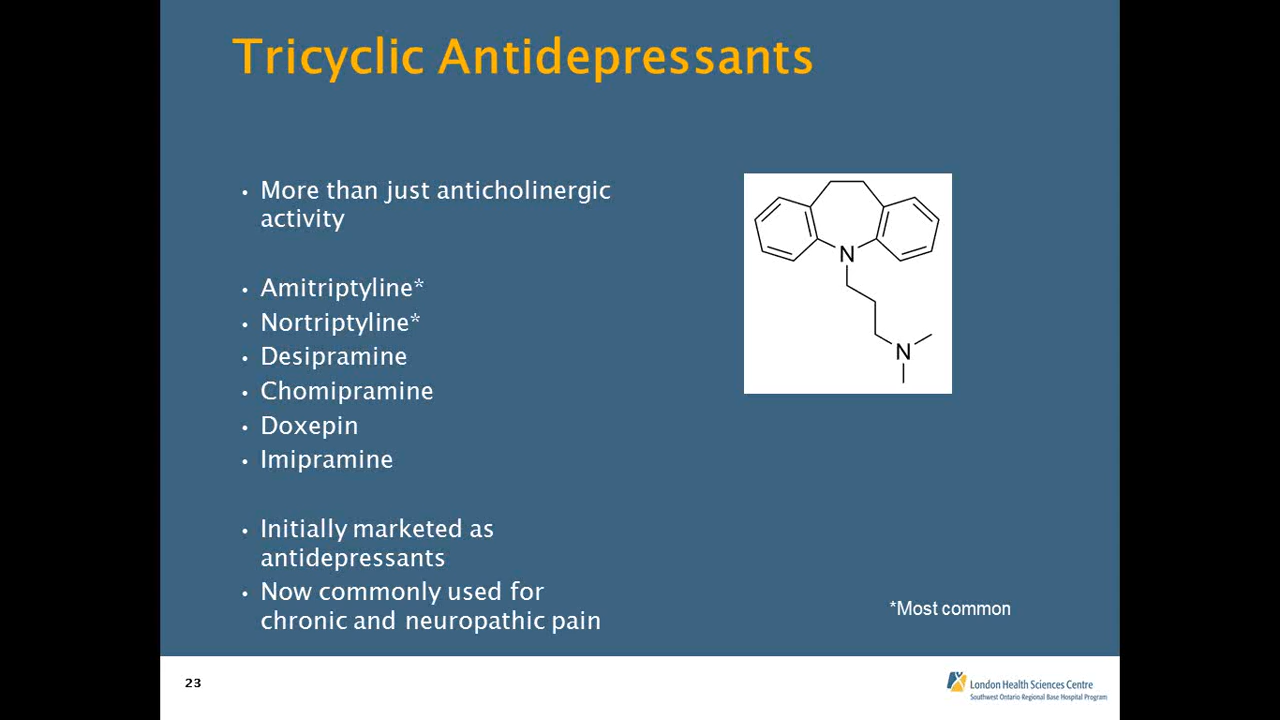 Tricyclic Antidepressants
• More than just anticholinergic
activity
• Amitriptyline*
• Nortriptyline*
• Desipramine
• Chomipramine
• Doxepin
• Imipramine
• Initially marketed as
antidepressants
• Now commonly used for
chronic and neuropathic pain
N
N
*Most common
23
London Health Sciences Centre
Southwest Ontario Regional Base Hospital Program